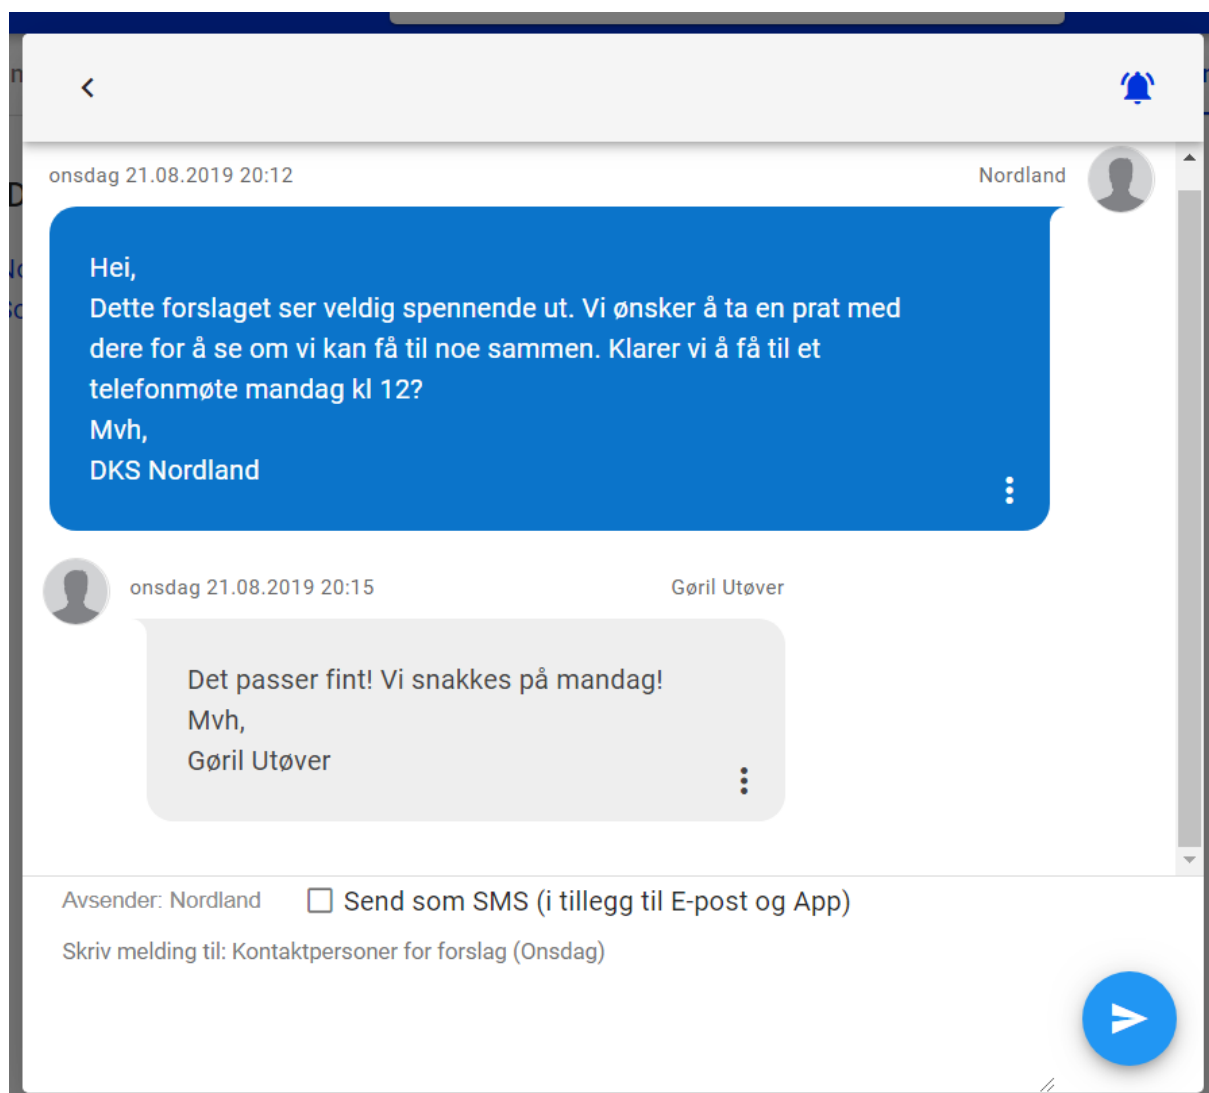 onsdag 21.08.2019 20:12
Nordland
Hei,
Dette forslaget ser veldig spennende ut. Vi ønsker å ta en prat med
dere for å se om vi kan få til noe sammen. Klarer vi å få til et
telefonmøte mandag kl 12?
Mvh,
DKS Nordland
onsdag 21.08.2019 20:15
Gøril Utøver
Det passer fint! Vi snakkes på mandag!
Mvh,
Gøril Utøver
Avsender: Nordland
Send som SMS (i tillegg til E-post og App)
Skriv melding til: Kontaktpersoner for forslag (Onsdag)